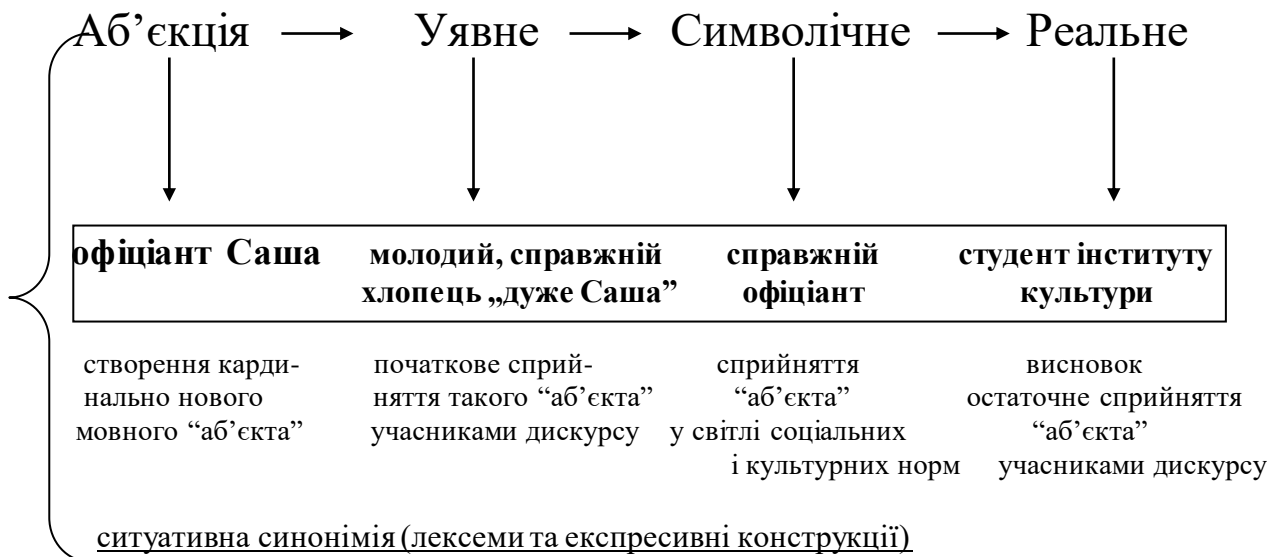 Аб’єкція Уявне Символічне Реальне
офіціант Саша молодий, справжній справжній студент інституту
хлопець „дуже Саша” офіціант культури
створення карди- початкове сприй- сприйняття висновок
нально нового няття такого “аб’єкта” “аб’єкта” остаточне сприйняття
мовного “аб’єкта” учасниками дискурсу у світлі соціальних “аб’єкта”
і культурних норм учасниками дискурсу
ситуативна синонімія (лексеми та експресивні конструкції)